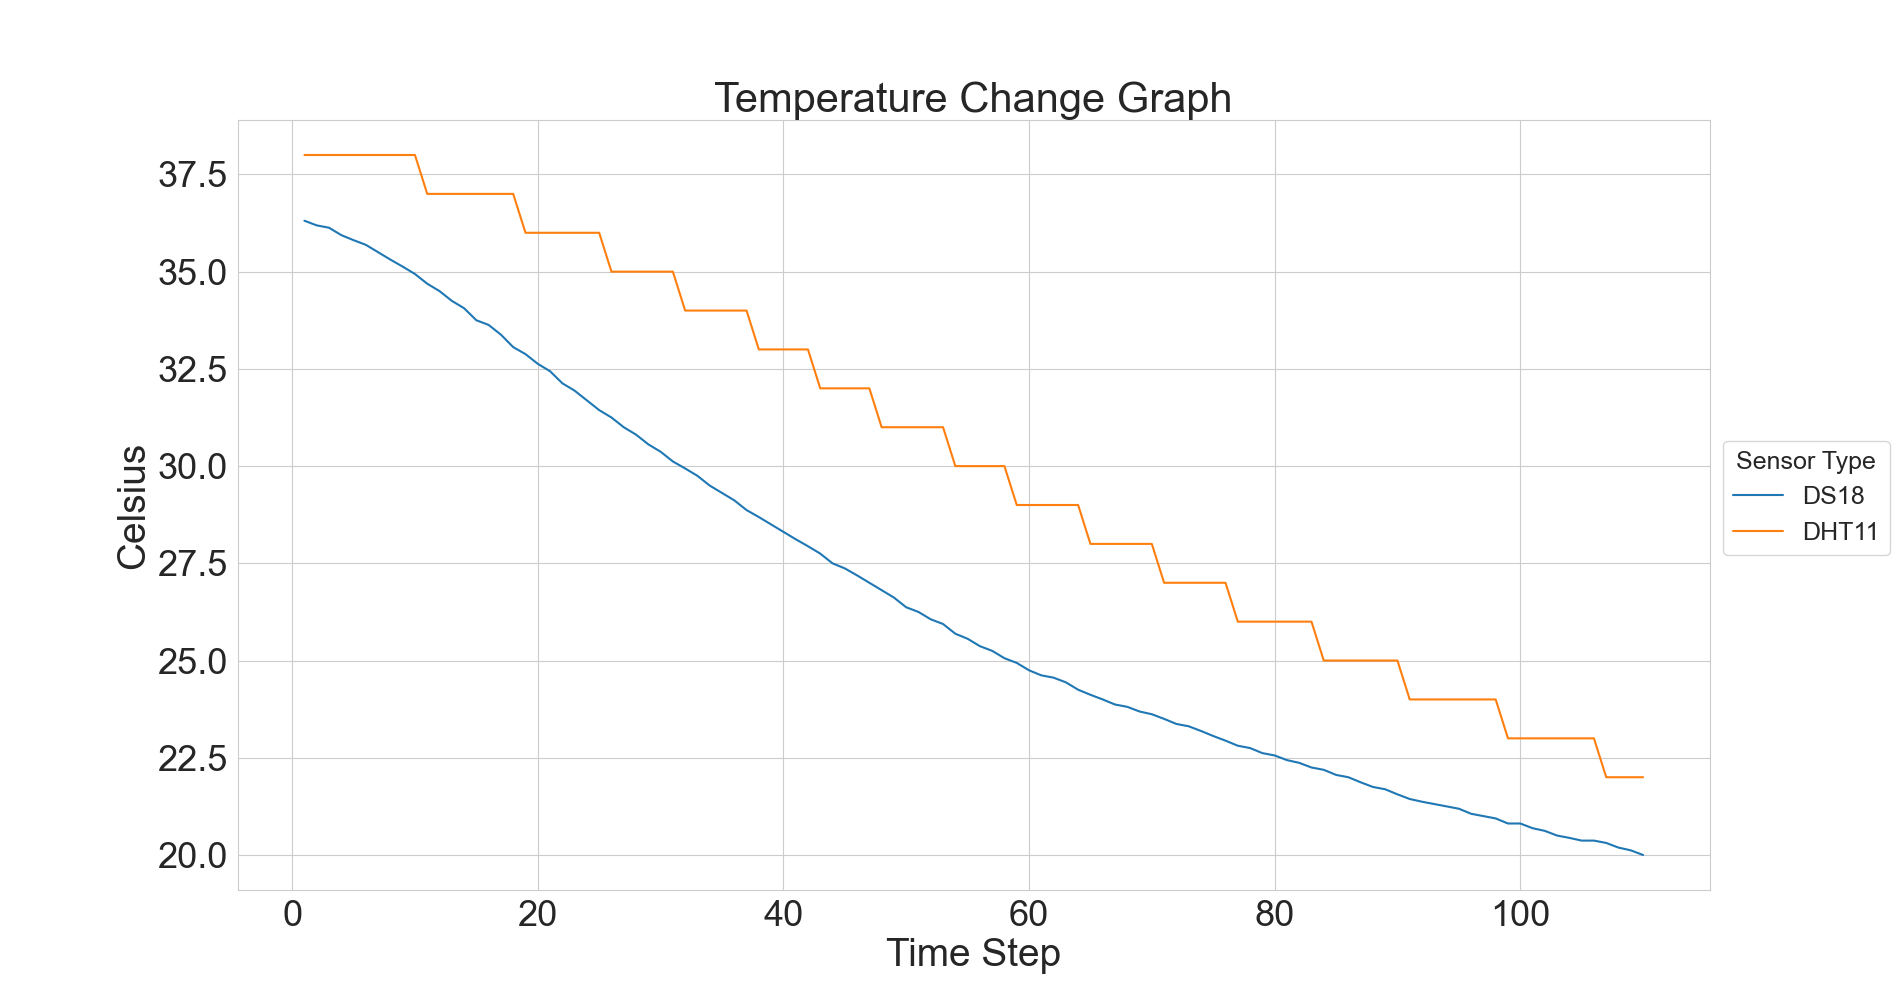 Temperature Change Graph
37.5
35.0
32.5
30.0
27.5
25.0
22.5
20.0
Celsius
0 20 40 60 80 100
Time Step
Sensor Type
DS18
DHT11